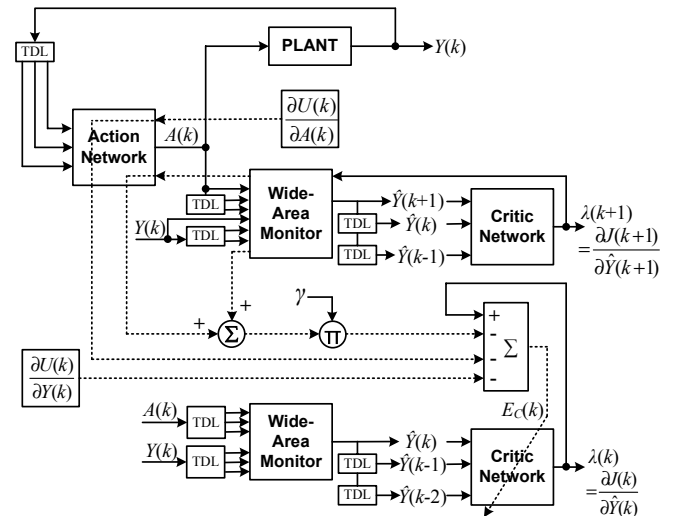 TDL
PLANT
Y(k)
Action
Network
A(k)
∂U(k)
∂A(k)
Wide-
Area
Monitor
TDL
Y(k)
TDL
Ŷ(k+1)
TDL
Ŷ(k)
TDL
Ŷ(k-1)
Critic
Network
λ(k+1)
= ∂J(k+1)
∂Ŷ(k+1)
γ
+
+
Σ
Π
+
-
-
-
Σ
∂U(k)
∂Y(k)
E_C(k)
A(k)
TDL
Y(k)
TDL
Wide-
Area
Monitor
Ŷ(k)
TDL
Ŷ(k-1)
TDL
Ŷ(k-2)
Critic
Network
λ(k)
= ∂J(k)
∂Ŷ(k)